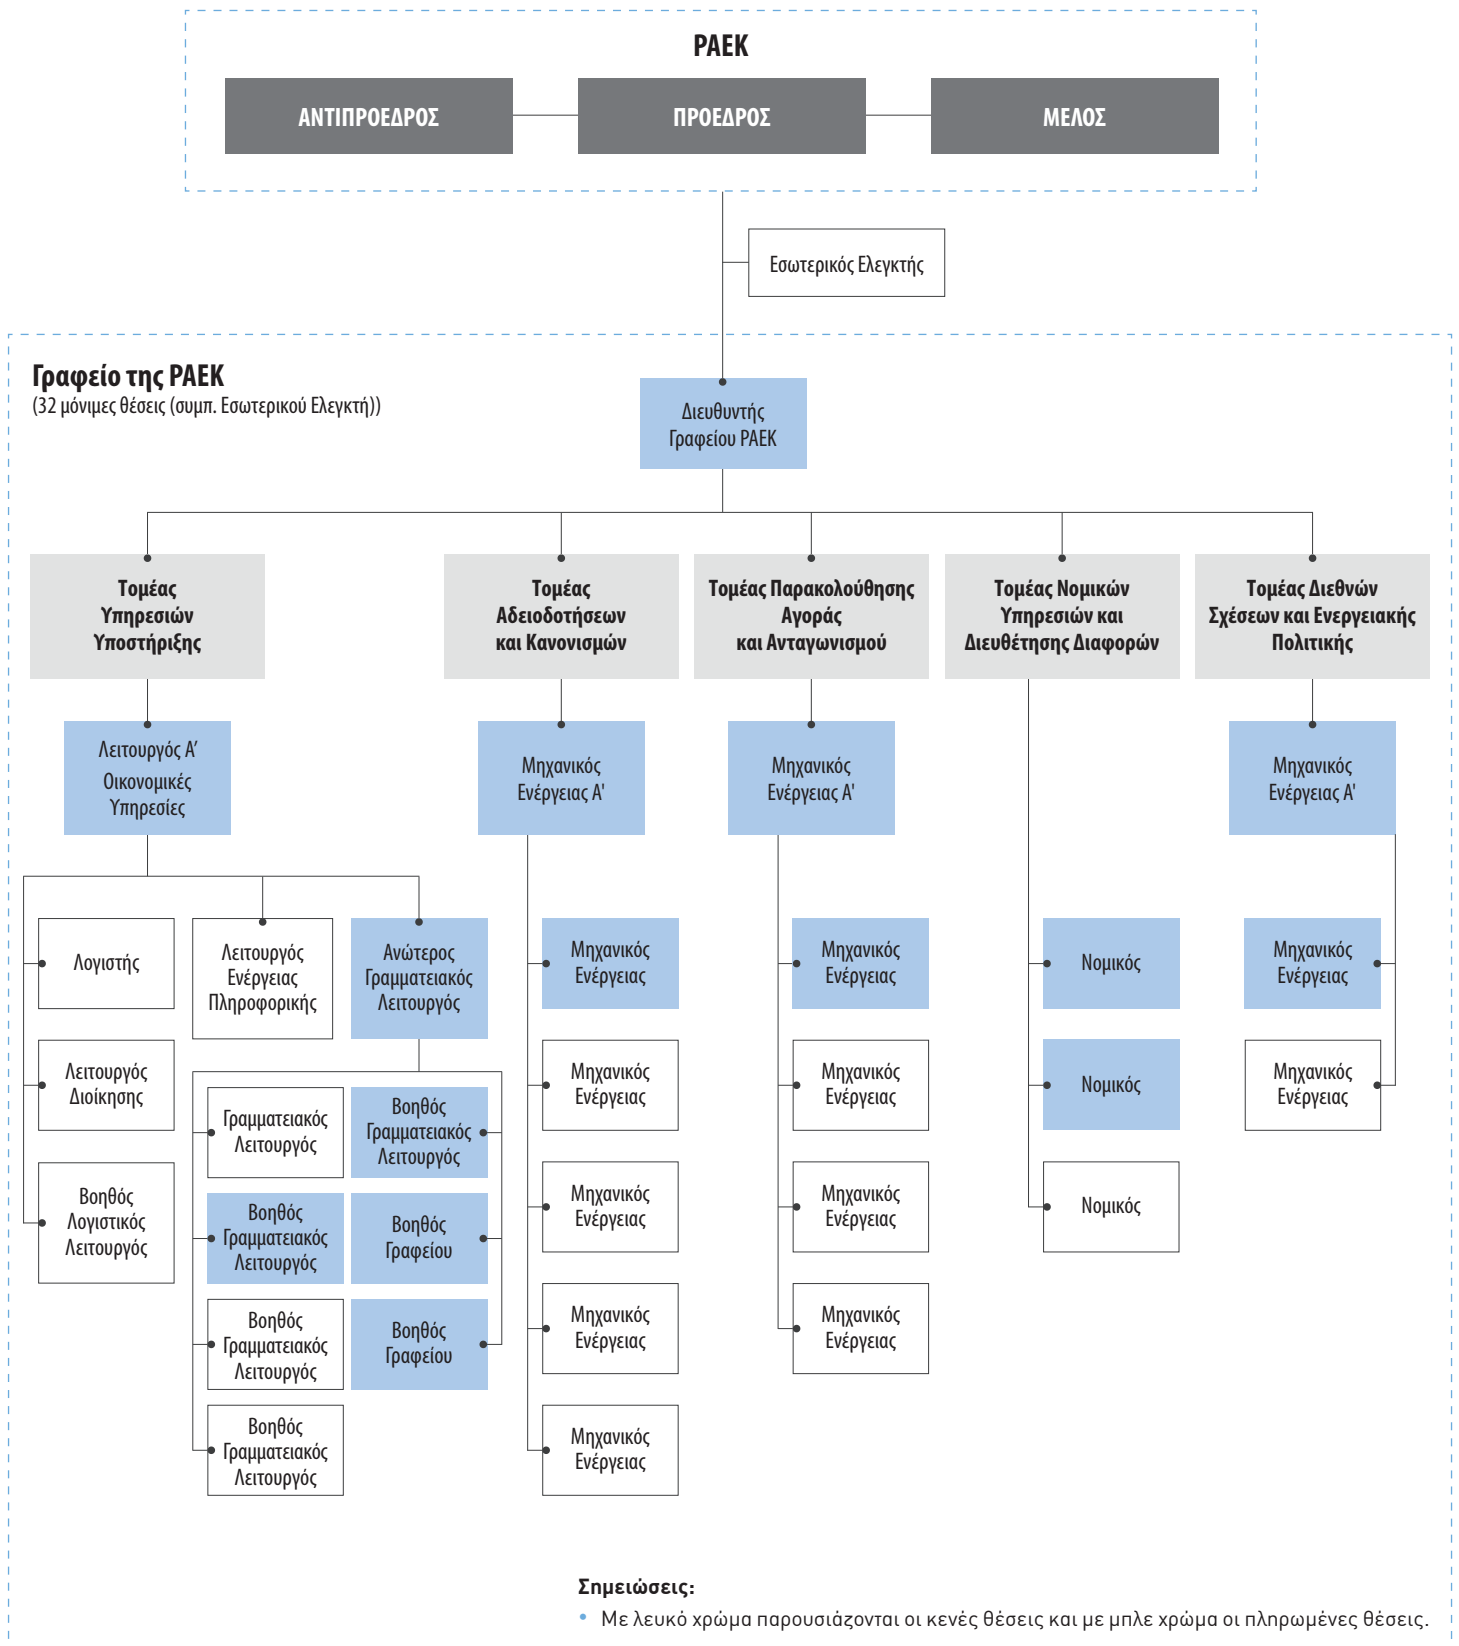 ΡΑΕΚ
ΑΝΤΙΠΡΟΕΔΡΟΣ
ΠΡΟΕΔΡΟΣ
ΜΕΛΟΣ
Εσωτερικός Ελεγκτής
Γραφείο της ΡΑΕΚ
(32 μόνιμες θέσεις (συμπ. Εσωτερικού Ελεγκτή))
Διευθυντής
Γραφείου ΡΑΕΚ
Τομέας
Υπηρεσιών
Υποστήριξης
Τομέας
Αδειοδοτήσεων
και Κανονισμών
Τομέας Παρακολούθησης
Αγοράς
και Ανταγωνισμού
Τομέας Νομικών
Υπηρεσιών και
Διευθέτησης Διαφορών
Τομέας Διεθνών
Σχέσεων και Ενεργειακής
Πολιτικής
Λειτουργός Α’
Οικονομικές
Υπηρεσίες
Μηχανικός
Ενέργειας Α'
Μηχανικός
Ενέργειας Α'
Μηχανικός
Ενέργειας Α'
Λογιστής
Λειτουργός
Διοίκησης
Βοηθός
Λογιστικός
Λειτουργός
Λειτουργός
Ενέργειας
Πληροφορικής
Ανώτερος
Γραμματειακός
Λειτουργός
Γραμματειακός
Λειτουργός
Βοηθός
Γραμματειακός
Λειτουργός
Βοηθός
Γραμματειακός
Λειτουργός
Βοηθός
Γραμματειακός
Λειτουργός
Βοηθός
Γραμματειακός
Λειτουργός
Βοηθός
Γραφείου
Βοηθός
Γραφείου
Μηχανικός
Ενέργειας
Μηχανικός
Ενέργειας
Μηχανικός
Ενέργειας
Μηχανικός
Ενέργειας
Μηχανικός
Ενέργειας
Μηχανικός
Ενέργειας
Μηχανικός
Ενέργειας
Μηχανικός
Ενέργειας
Μηχανικός
Ενέργειας
Νομικός
Νομικός
Νομικός
Μηχανικός
Ενέργειας
Μηχανικός
Ενέργειας
Σημειώσεις:
• Με λευκό χρώμα παρουσιάζονται οι κενές θέσεις και με μπλε χρώμα οι πληρωμένες θέσεις.